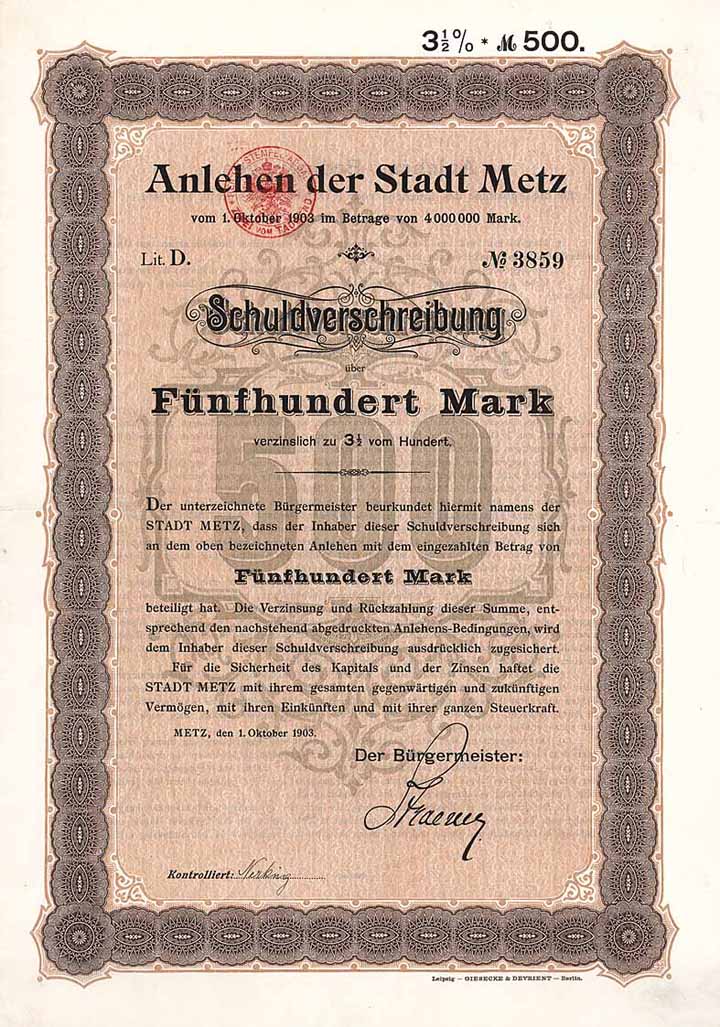 3½% * ℳ 500.
Anlehen der Stadt Metz
vom 1. Oktober 1903 im Betrage von 4 000 000 Mark.
Lit. D. № 3859
Schuldverschreibung
über
Fünfhundert Mark
verzinslich zu 3½ vom Hundert.
500
Der unterzeichnete Bürgermeister beurkundet hiermit namens der
STADT METZ, dass der Inhaber dieser Schuldverschreibung sich
an dem oben bezeichneten Anlehen mit dem eingezahlten Betrag von
Fünfhundert Mark
beteiligt hat. Die Verzinsung und Rückzahlung dieser Summe, ent-
sprechend den nachstehend abgedruckten Anlehens-Bedingungen, wird
dem Inhaber dieser Schuldverschreibung ausdrücklich zugesichert.
Für die Sicherheit des Kapitals und der Zinsen haftet die
STADT METZ mit ihrem gesamten gegenwärtigen und zukünftigen
Vermögen, mit ihren Einkünften und mit ihrer ganzen Steuerkraft.
METZ, den 1. Oktober 1903.
Der Bürgermeister:
Kontrolliert:
Leipzig — GIESECKE & DEVRIENT — Berlin.